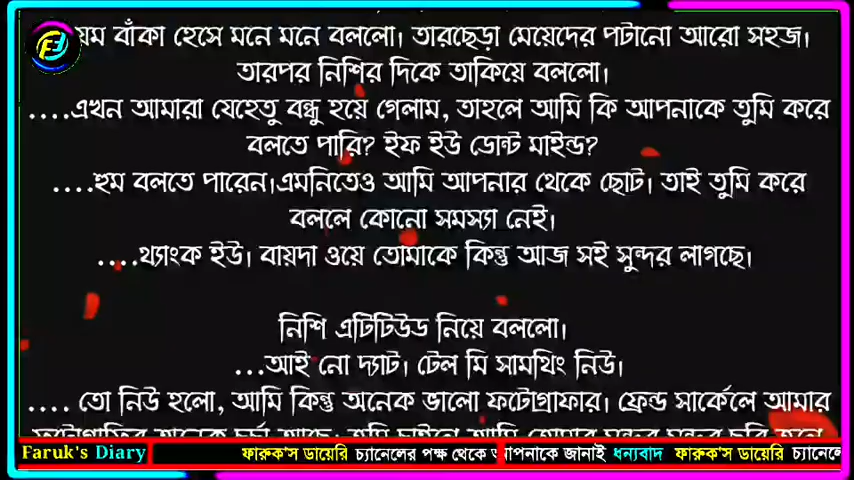 বাঁকা হেসে মনে মনে বললো। তারছেড়া মেয়েদের পটানো আরো সহজ।
তারপর নিশির দিকে তাকিয়ে বললো।
....এখন আমারা যেহেতু বন্ধু হয়ে গেলাম, তাহলে আমি কি আপনাকে তুমি করে
বলতে পারি? ইফ ইউ ডোন্ট মাইন্ড?
....হুম বলতে পারেন।এমনিতেও আমি আপনার থেকে ছোট। তাই তুমি করে
বললে কোনো সমস্যা নেই।
....থ্যাংক ইউ। বায়দা ওয়ে তোমাকে কিন্তু আজ সই সুন্দর লাগছে।
নিশি এটিটিউড নিয়ে বললো।
...আই নো দ্যাট। টেল মি সামথিং নিউ।
.... তো নিউ হলো, আমি কিন্তু অনেক ভালো ফটোগ্রাফার। ফ্রেন্ড সার্কেলে আমার
Faruk's Diary ফারুক'স ডায়েরি চ্যানেলের পক্ষ থেকে আপনাকে জানাই ধন্যবাদ ফারুক'স ডায়েরি